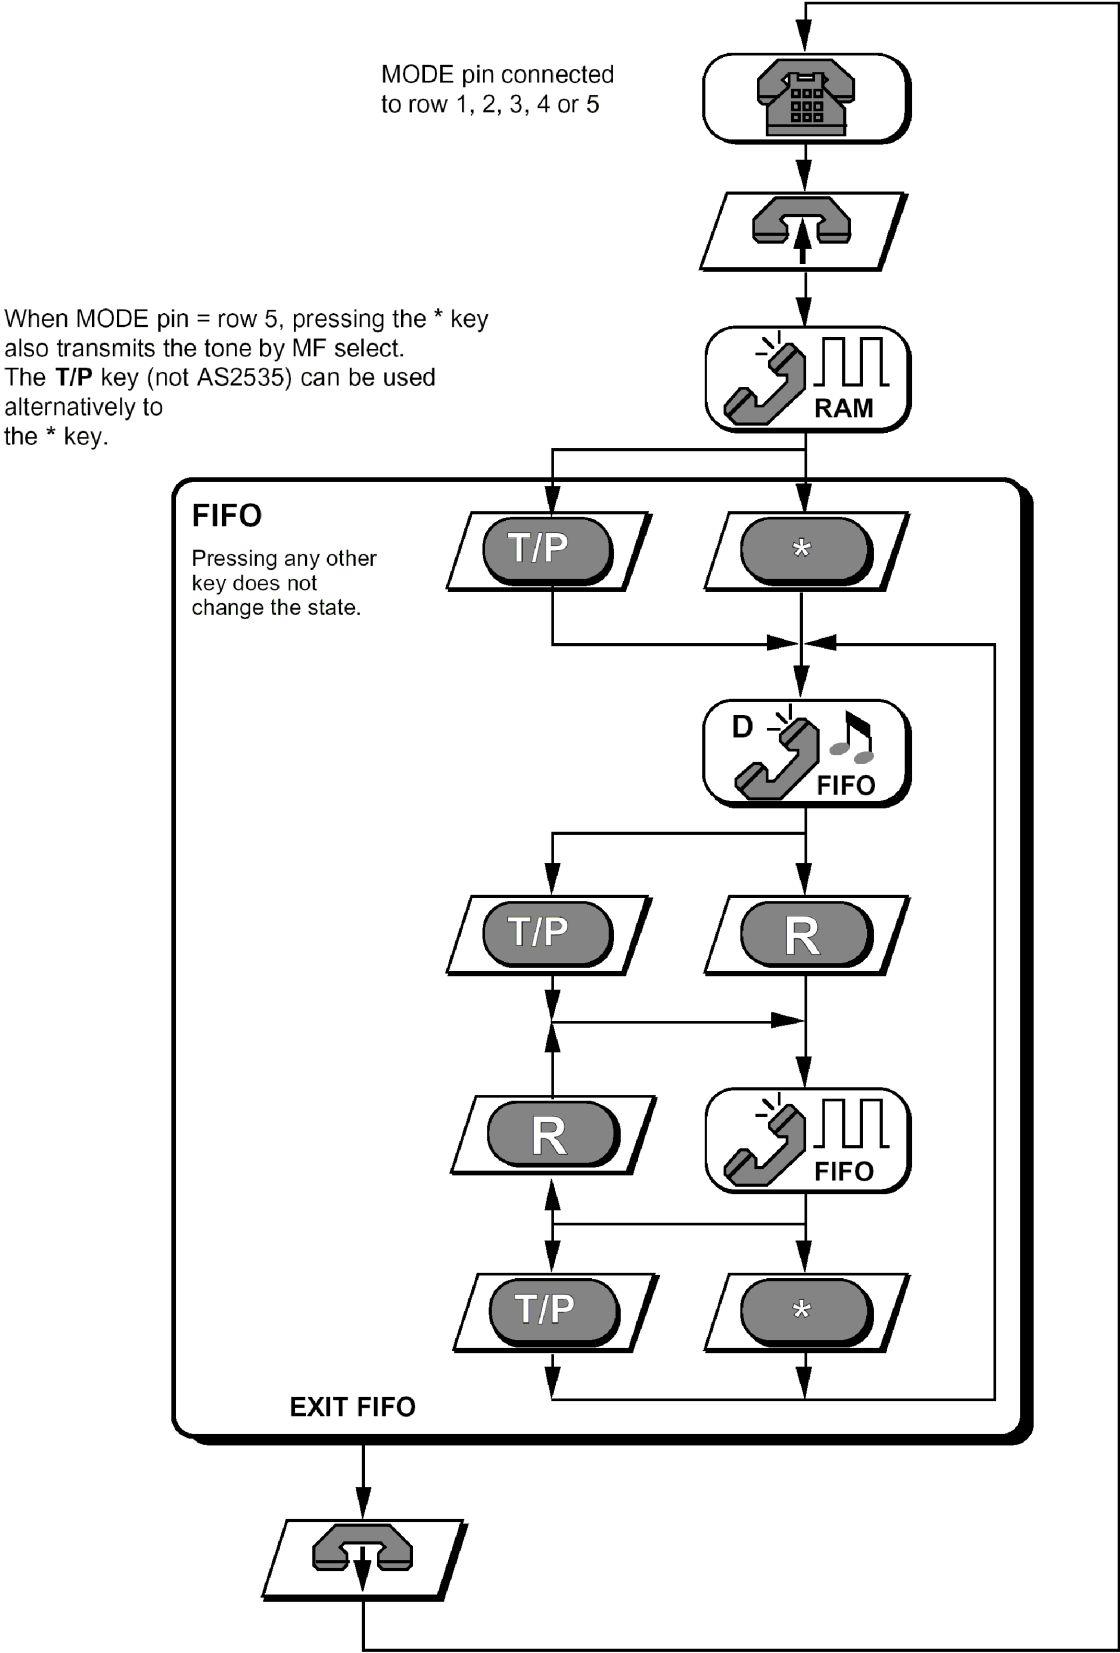 MODE pin connected
to row 1, 2, 3, 4 or 5
When MODE pin = row 5, pressing the * key
also transmits the tone by MF select.
The T/P key (not AS2535) can be used
alternatively to
the * key.
RAM
FIFO
Pressing any other
key does not
change the state.
T/P
*
D
FIFO
T/P
R
R
FIFO
T/P
*
EXIT FIFO